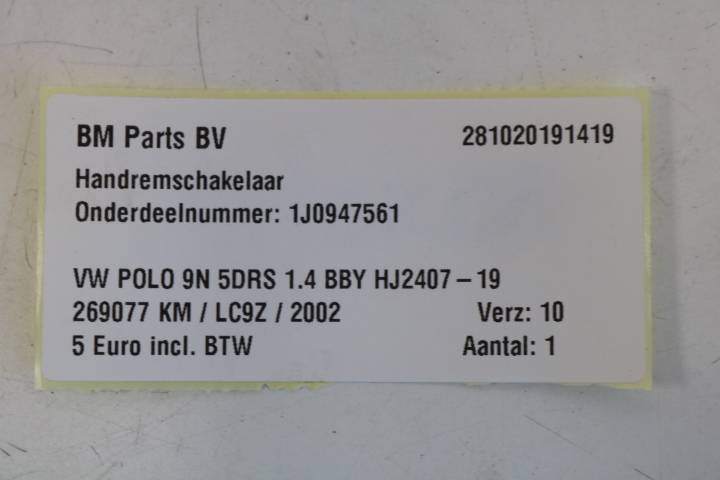 BM Parts BV 281020191419
Handremschakelaar
Onderdeelnummer: 1J0947561
VW POLO 9N 5DRS 1.4 BBY HJ2407-19
269077 KM / LC9Z / 2002 Verz: 10
5 Euro incl. BTW Aantal: 1